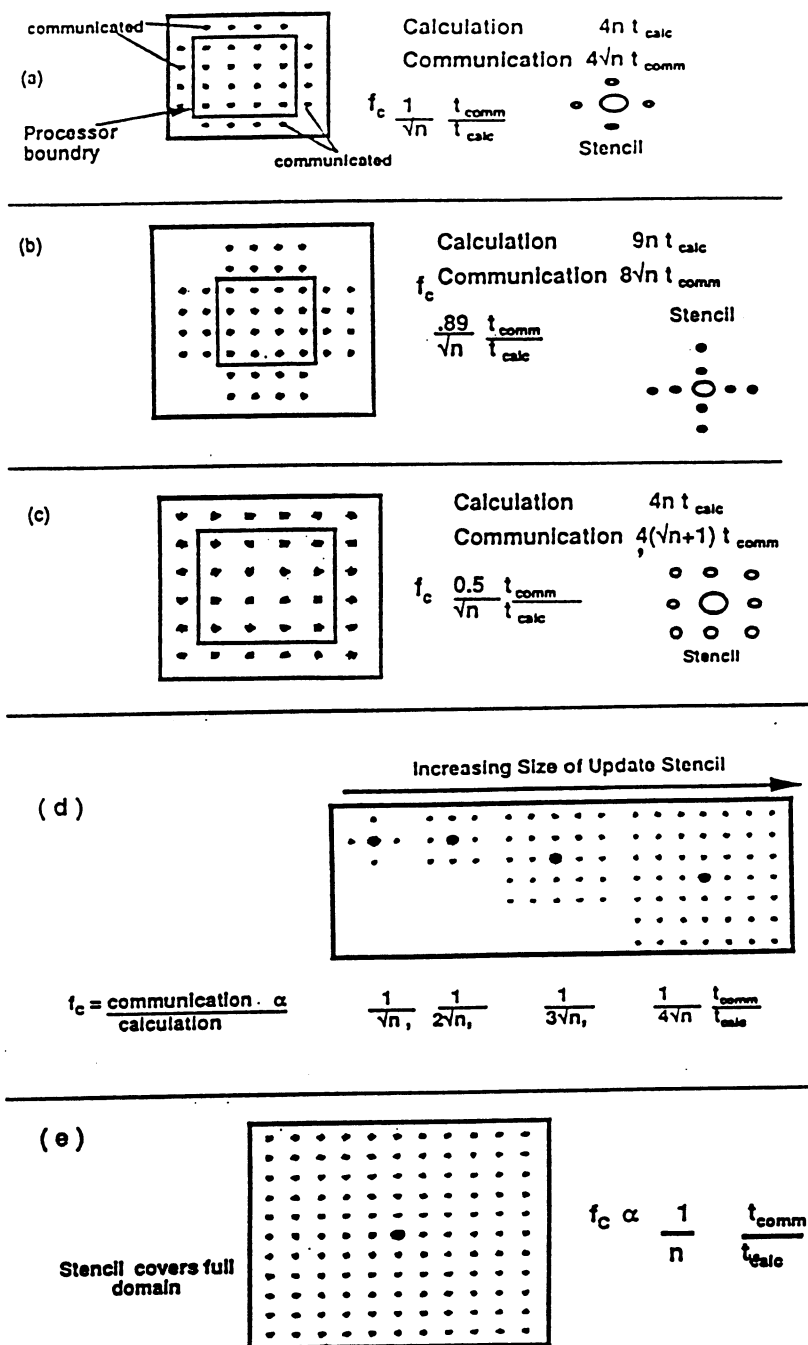 communicated
Calculation 4n t calc
Communication 4√n t comm
(a)
f c 1/√n t comm/t calc
Processor
boundry
communicated
Stencil
(b)
Calculation 9n t calc
f c Communication 8√n t comm
.89/√n t comm/t calc
Stencil
(c)
Calculation 4n t calc
Communication 4(√n+1) t comm
f c 0.5/√n t comm/t calc
Stencil
Increasing Size of Update Stencil
(d)
f c = communication · α/calculation 1/√n, 1/2√n, 1/3√n, 1/4√n t comm/t calc
(e)
f C α 1/n t comm/t calc
Stencil covers full
domain